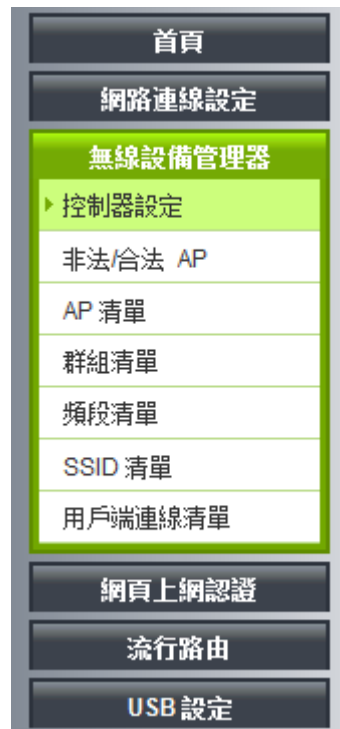 首頁
網路連線設定
無線設備管理器
控制器設定
非法/合法 AP
AP 清單
群組清單
頻段清單
SSID 清單
用戶端連線清單
網頁上網認證
流行路由
USB 設定